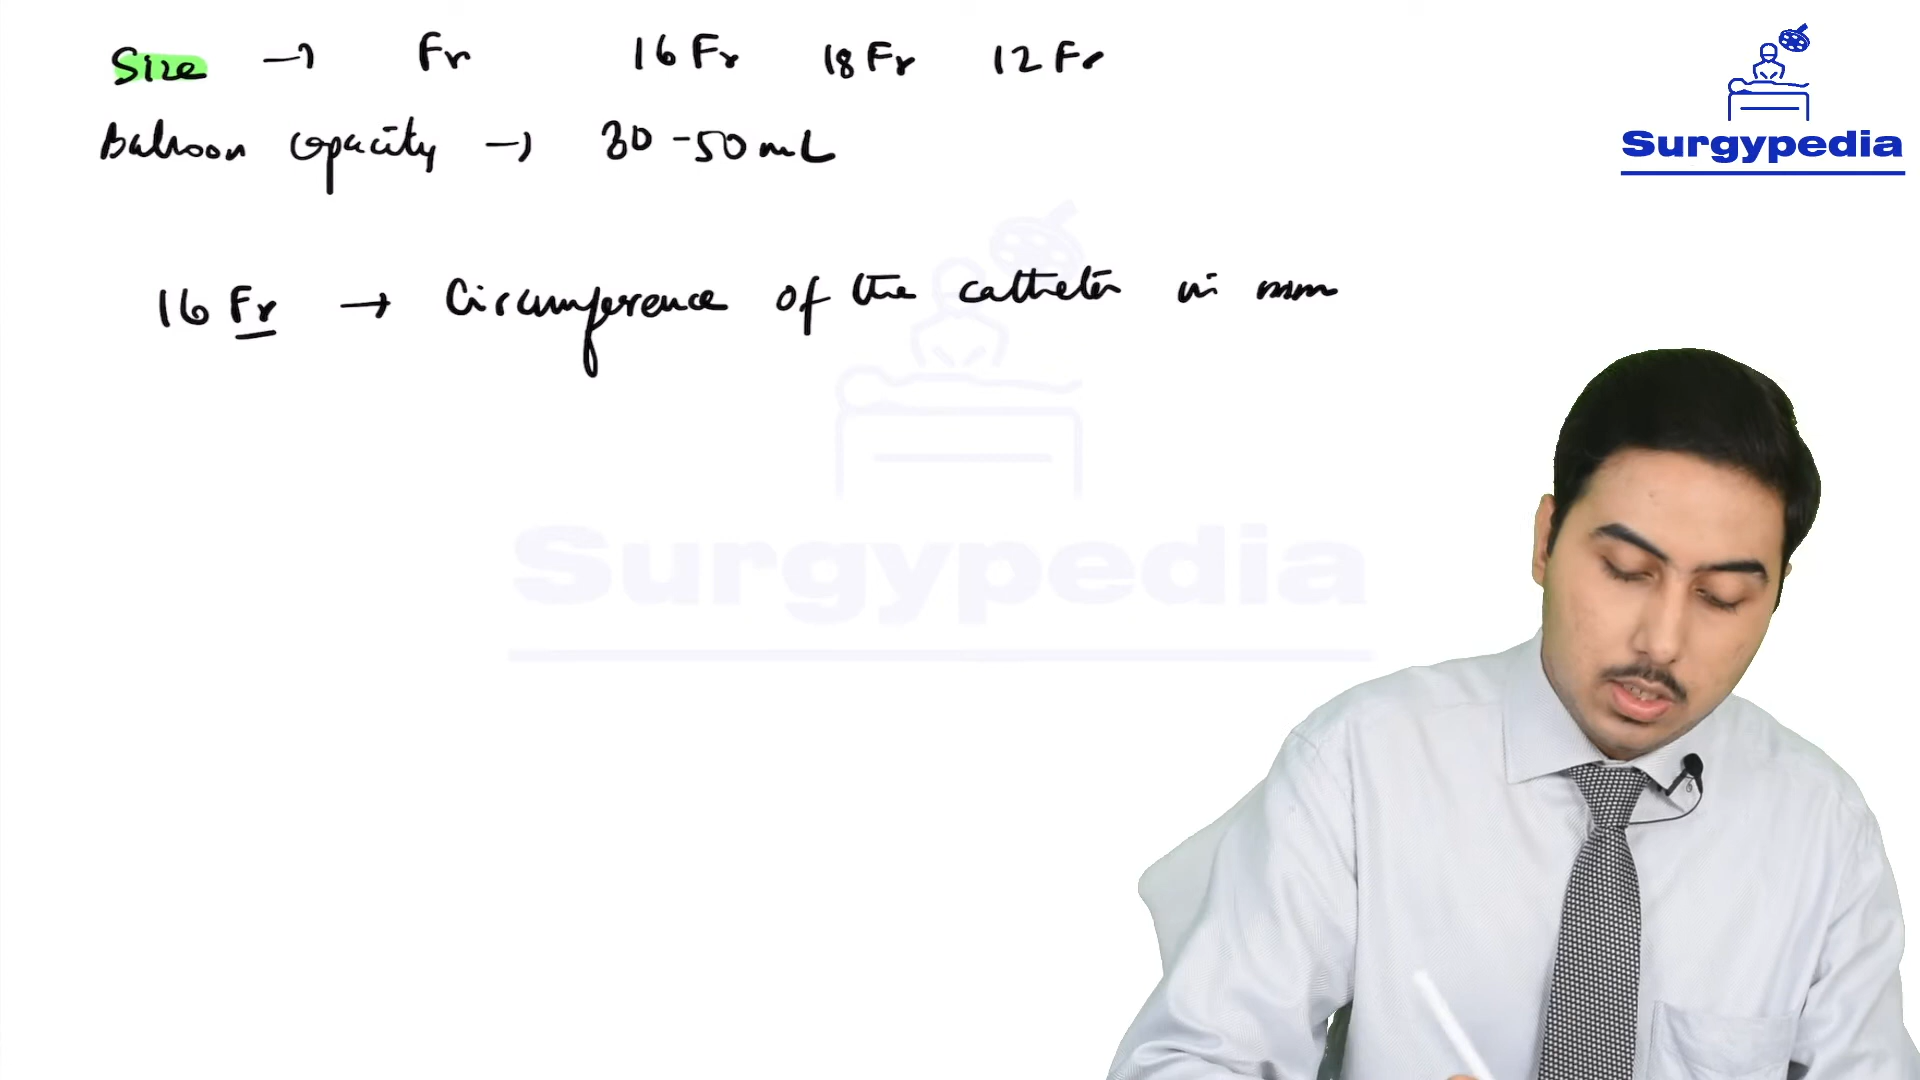 Size → Fr 16 Fr 18 Fr 12 Fr
Balloon capacity → 30-50 mL
16 Fr → Circumference of the catheter in mm
Surgypedia
Surgypedia